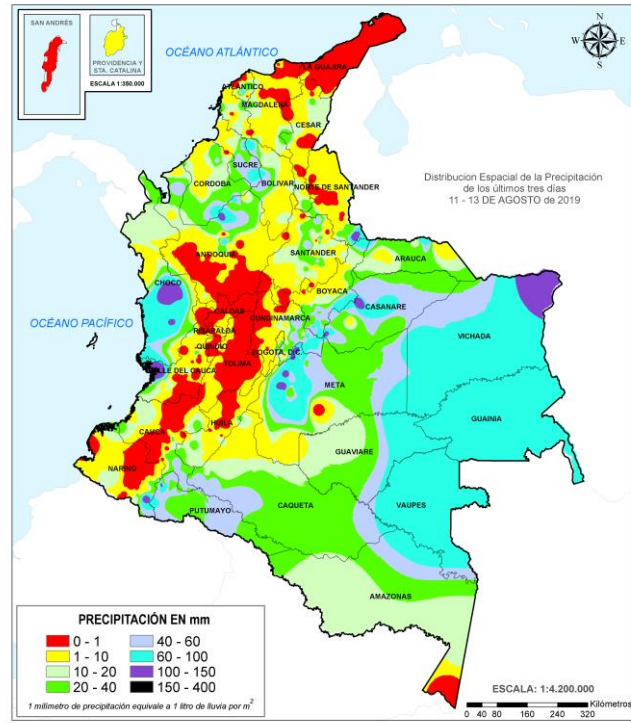 SAN ANDRÉS
PROVIDENCIA Y
STA. CATALINA
ESCALA 1:350.000
OCÉANO ATLÁNTICO
N
W E
S
LA GUAJIRA
ATLANTICO
MAGDALENA
CESAR
SUCRE
CORDOBA
BOLIVAR
NORTE DE SANTANDER
Distribucion Espacial de la Precipitación
de los últimos tres días
11 - 13 DE AGOSTO de 2019
ANTIOQUIA
SANTANDER
ARAUCA
CHOCO
BOYACA
CASANARE
OCÉANO PACÍFICO
CALDAS
CUNDINAMARCA
VICHADA
RISARALDA
QUINDIO
BOGOTA, D.C.
TOLIMA
VALLE DEL CAUCA
META
GUAINIA
CAUCA
HUILA
GUAVIARE
NARIÑO
VAUPES
PUTUMAYO
CAQUETA
AMAZONAS
PRECIPITACIÓN EN mm
0 - 1 40 - 60
1 - 10 60 - 100
10 - 20 100 - 150
20 - 40 150 - 400
1 milimetro de precipitación equivale a 1 litro de lluvia por m²
ESCALA: 1:4.200.000
Kilómetros
0 40 80 160 240 320